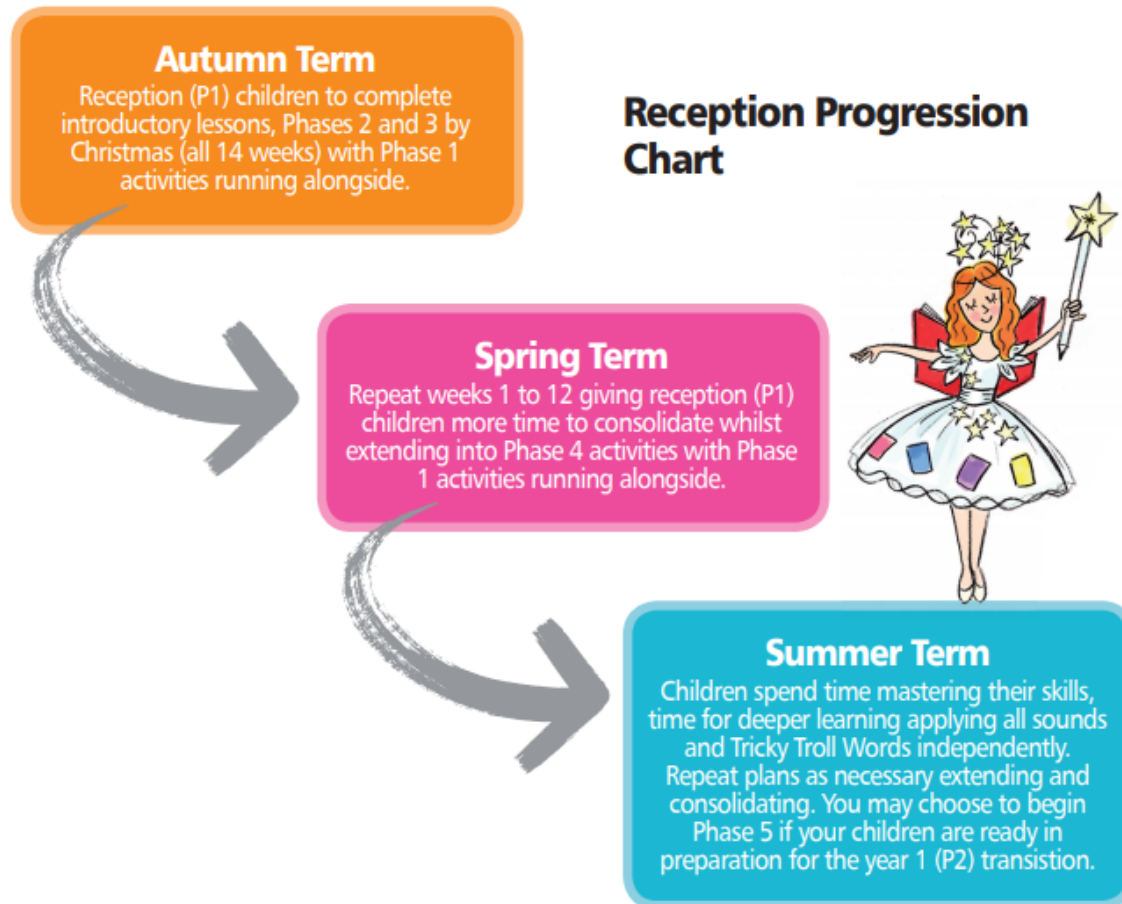 Autumn Term
Reception (P1) children to complete
introductory lessons, Phases 2 and 3 by
Christmas (all 14 weeks) with Phase 1
activities running alongside.
Reception Progression
Chart
Spring Term
Repeat weeks 1 to 12 giving reception (P1)
children more time to consolidate whilst
extending into Phase 4 activities with Phase
1 activities running alongside.
Summer Term
Children spend time mastering their skills,
time for deeper learning applying all sounds
and Tricky Troll Words independently.
Repeat plans as necessary extending and
consolidating. You may choose to begin
Phase 5 if your children are ready in
preparation for the year 1 (P2) transistion.